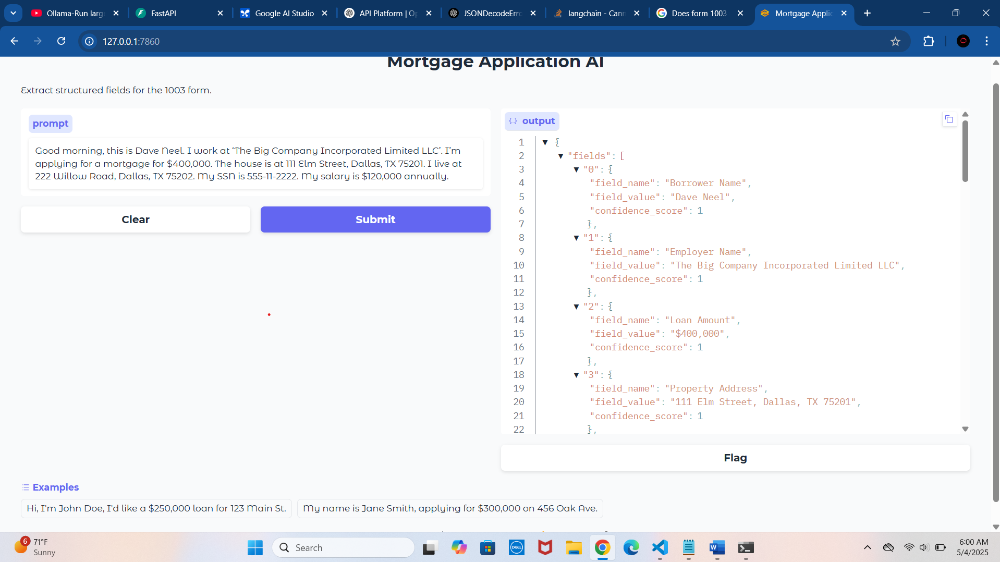 Ollama-Run larg
FastAPI
Google AI Studio
API Platform | Op
JSONDecodeErro
langchain - Cann
Does form 1003
Mortgage Applic
127.0.0.1:7860
Mortgage Application AI
Extract structured fields for the 1003 form.
prompt
Good morning, this is Dave Neel. I work at ‘The Big Company Incorporated Limited LLC’. I’m
applying for a mortgage for $400,000. The house is at 111 Elm Street, Dallas, TX 75201. I live at
222 Willow Road, Dallas, TX 75202. My SSN is 555-11-2222. My salary is $120,000 annually.
Clear
Submit
{..} output
1 ▼ {
2 ▼ "fields": [
3 ▼ "0": {
4 "field_name": "Borrower Name",
5 "field_value": "Dave Neel",
6 "confidence_score": 1
7 },
8 ▼ "1": {
9 "field_name": "Employer Name",
10 "field_value": "The Big Company Incorporated Limited LLC",
11 "confidence_score": 1
12 },
13 ▼ "2": {
14 "field_name": "Loan Amount",
15 "field_value": "$400,000",
16 "confidence_score": 1
17 },
18 ▼ "3": {
19 "field_name": "Property Address",
20 "field_value": "111 Elm Street, Dallas, TX 75201",
21 "confidence_score": 1
22 },
Flag
Examples
Hi, I'm John Doe, I'd like a $250,000 loan for 123 Main St.
My name is Jane Smith, applying for $300,000 on 456 Oak Ave.
6
71°F
Sunny
Search
DELL
6:00 AM
5/4/2025